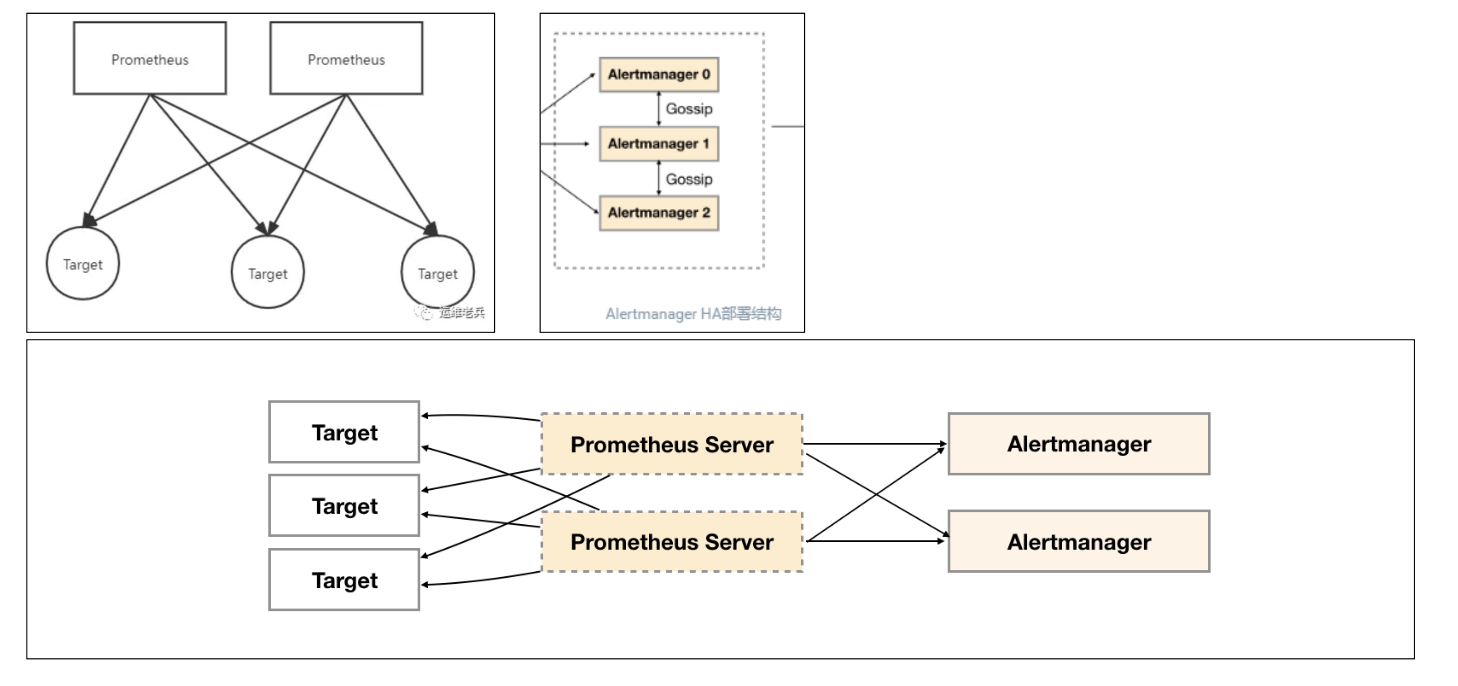 Prometheus
Prometheus
Target
Target
Target
运维老兵
Alertmanager 0
Gossip
Alertmanager 1
Gossip
Alertmanager 2
Alertmanager HA部署结构
Target
Target
Target
Prometheus Server
Prometheus Server
Alertmanager
Alertmanager